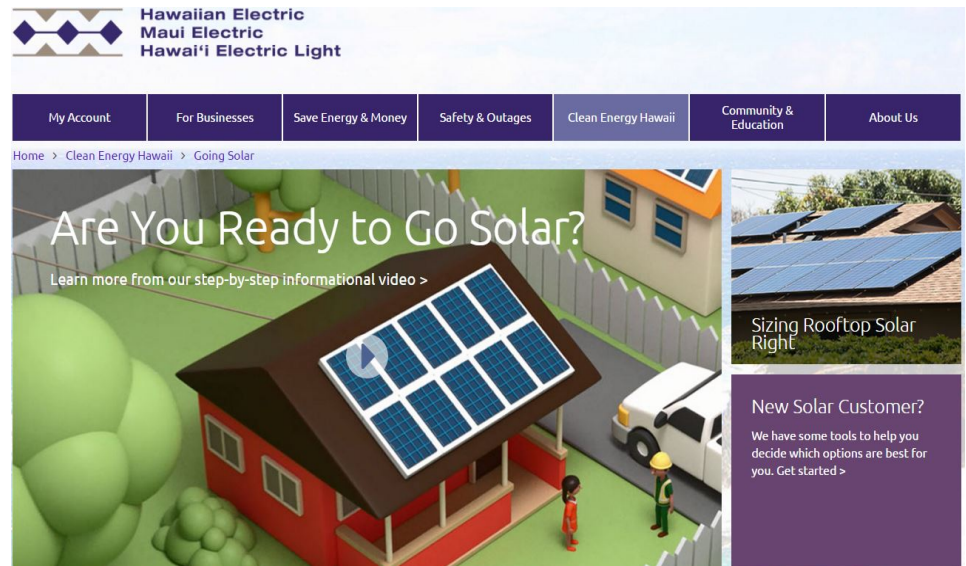 Hawaiian Electric
Maui Electric
Hawai‘i Electric Light
My Account
For Businesses
Save Energy & Money
Safety & Outages
Clean Energy Hawaii
Community &
Education
About Us
Home > Clean Energy Hawaii > Going Solar
Are You Ready to Go Solar?
Learn more from our step-by-step informational video >
Sizing Rooftop Solar
Right
New Solar Customer?
We have some tools to help you
decide which options are best for
you. Get started >